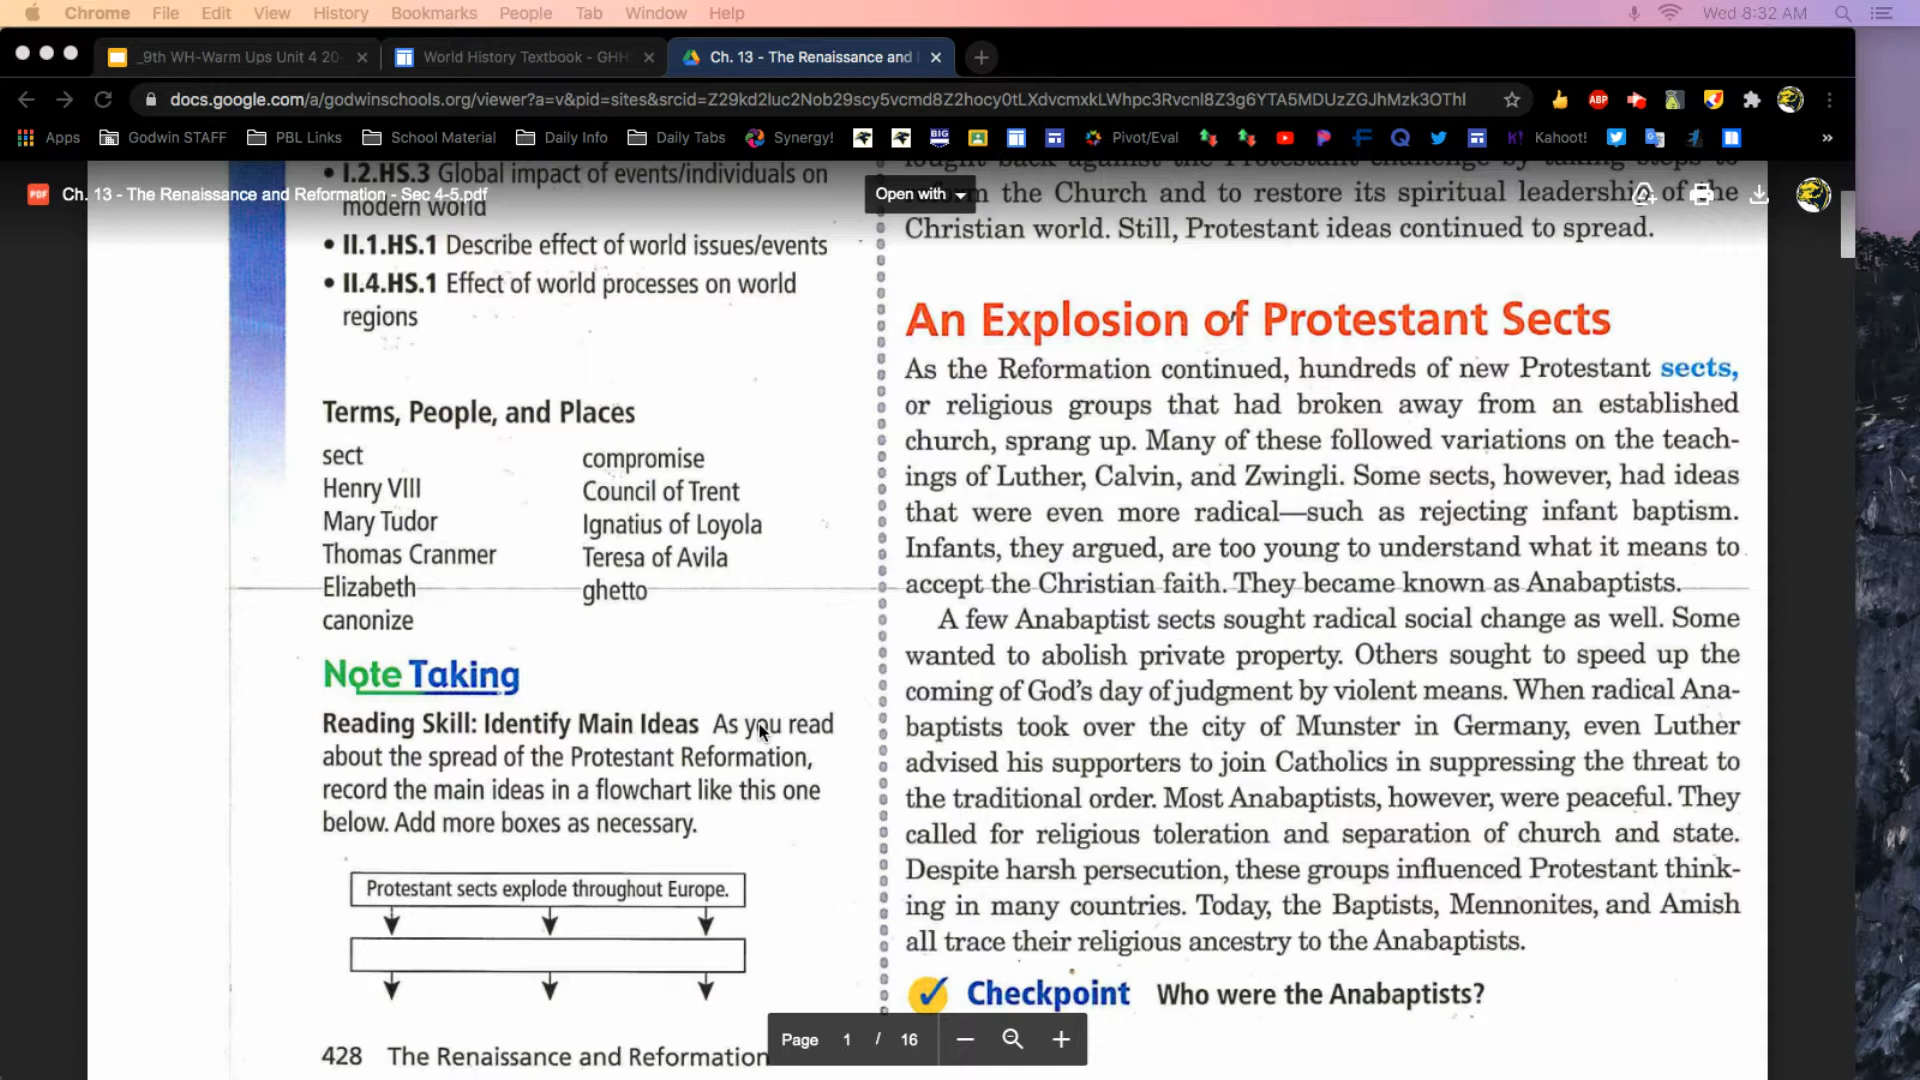 Chrome File Edit View History Bookmarks People Tab Window Help Wed 8:32 AM
_9th WH-Warm Ups Unit 4 20 World History Textbook - GHH Ch. 13 - The Renaissance and
docs.google.com/a/godwinschools.org/viewer?a=v&pid=sites&srcid=Z29kd2luc2Nob29scy5vcmd8Z2hocy0tLXdvcmxkLWhpc3Rvcnl8Z3g6YTA5MDUzZGJhMzk3OThl
Apps Godwin STAFF PBL Links School Material Daily Info Daily Tabs Synergy! BIG Pivot/Eval Kahoot! »
ABP
PDF Ch. 13 - The Renaissance and Reformation - Sec 4-5.pdf
Open with
• I.2.HS.3 Global impact of events/individuals on
modern world
• II.1.HS.1 Describe effect of world issues/events
• II.4.HS.1 Effect of world processes on world
regions
Terms, People, and Places
sect
Henry VIII
Mary Tudor
Thomas Cranmer
Elizabeth
canonize
compromise
Council of Trent
Ignatius of Loyola
Teresa of Avila
ghetto
Note Taking
Reading Skill: Identify Main Ideas As you read
about the spread of the Protestant Reformation,
record the main ideas in a flowchart like this one
below. Add more boxes as necessary.
Protestant sects explode throughout Europe.
428 The Renaissance and Reformation
fought back against the Protestant challenge by taking steps to
the Church and to restore its spiritual leadership of the
Christian world. Still, Protestant ideas continued to spread.
An Explosion of Protestant Sects
As the Reformation continued, hundreds of new Protestant sects,
or religious groups that had broken away from an established
church, sprang up. Many of these followed variations on the teach-
ings of Luther, Calvin, and Zwingli. Some sects, however, had ideas
that were even more radical—such as rejecting infant baptism.
Infants, they argued, are too young to understand what it means to
accept the Christian faith. They became known as Anabaptists.
A few Anabaptist sects sought radical social change as well. Some
wanted to abolish private property. Others sought to speed up the
coming of God's day of judgment by violent means. When radical Ana-
baptists took over the city of Munster in Germany, even Luther
advised his supporters to join Catholics in suppressing the threat to
the traditional order. Most Anabaptists, however, were peaceful. They
called for religious toleration and separation of church and state.
Despite harsh persecution, these groups influenced Protestant think-
ing in many countries. Today, the Baptists, Mennonites, and Amish
all trace their religious ancestry to the Anabaptists.
Checkpoint Who were the Anabaptists?
Page 1 / 16